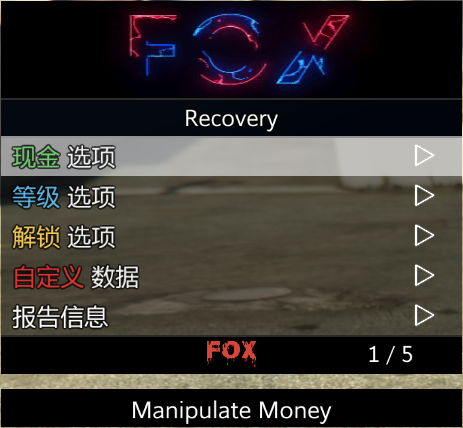 FOX
Recovery
现金 选项
等级 选项
解锁 选项
自定义 数据
报告信息
FOX 1 / 5
Manipulate Money